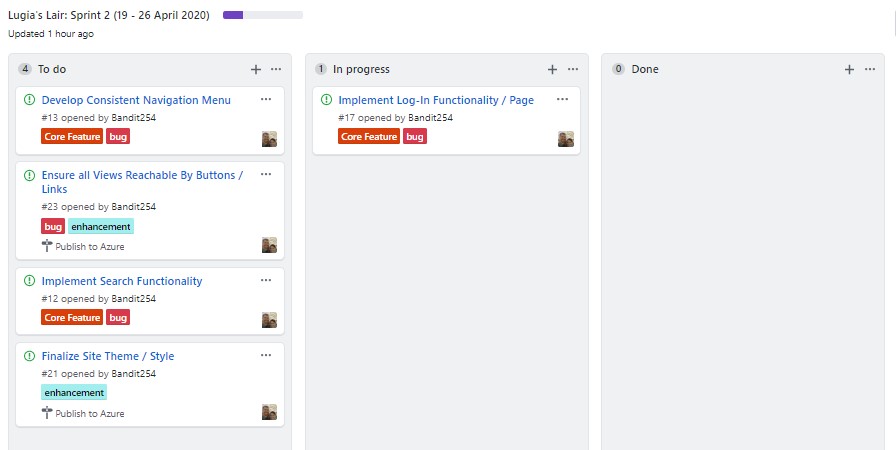 Lugia's Lair: Sprint 2 (19 - 26 April 2020)
Updated 1 hour ago
4 To do
Develop Consistent Navigation Menu
#13 opened by Bandit254
Core Feature bug
Ensure all Views Reachable By Buttons /
Links
#23 opened by Bandit254
bug enhancement
Publish to Azure
Implement Search Functionality
#12 opened by Bandit254
Core Feature bug
Finalize Site Theme / Style
#21 opened by Bandit254
enhancement
Publish to Azure
1 In progress
Implement Log-In Functionality / Page
#17 opened by Bandit254
Core Feature bug
0 Done